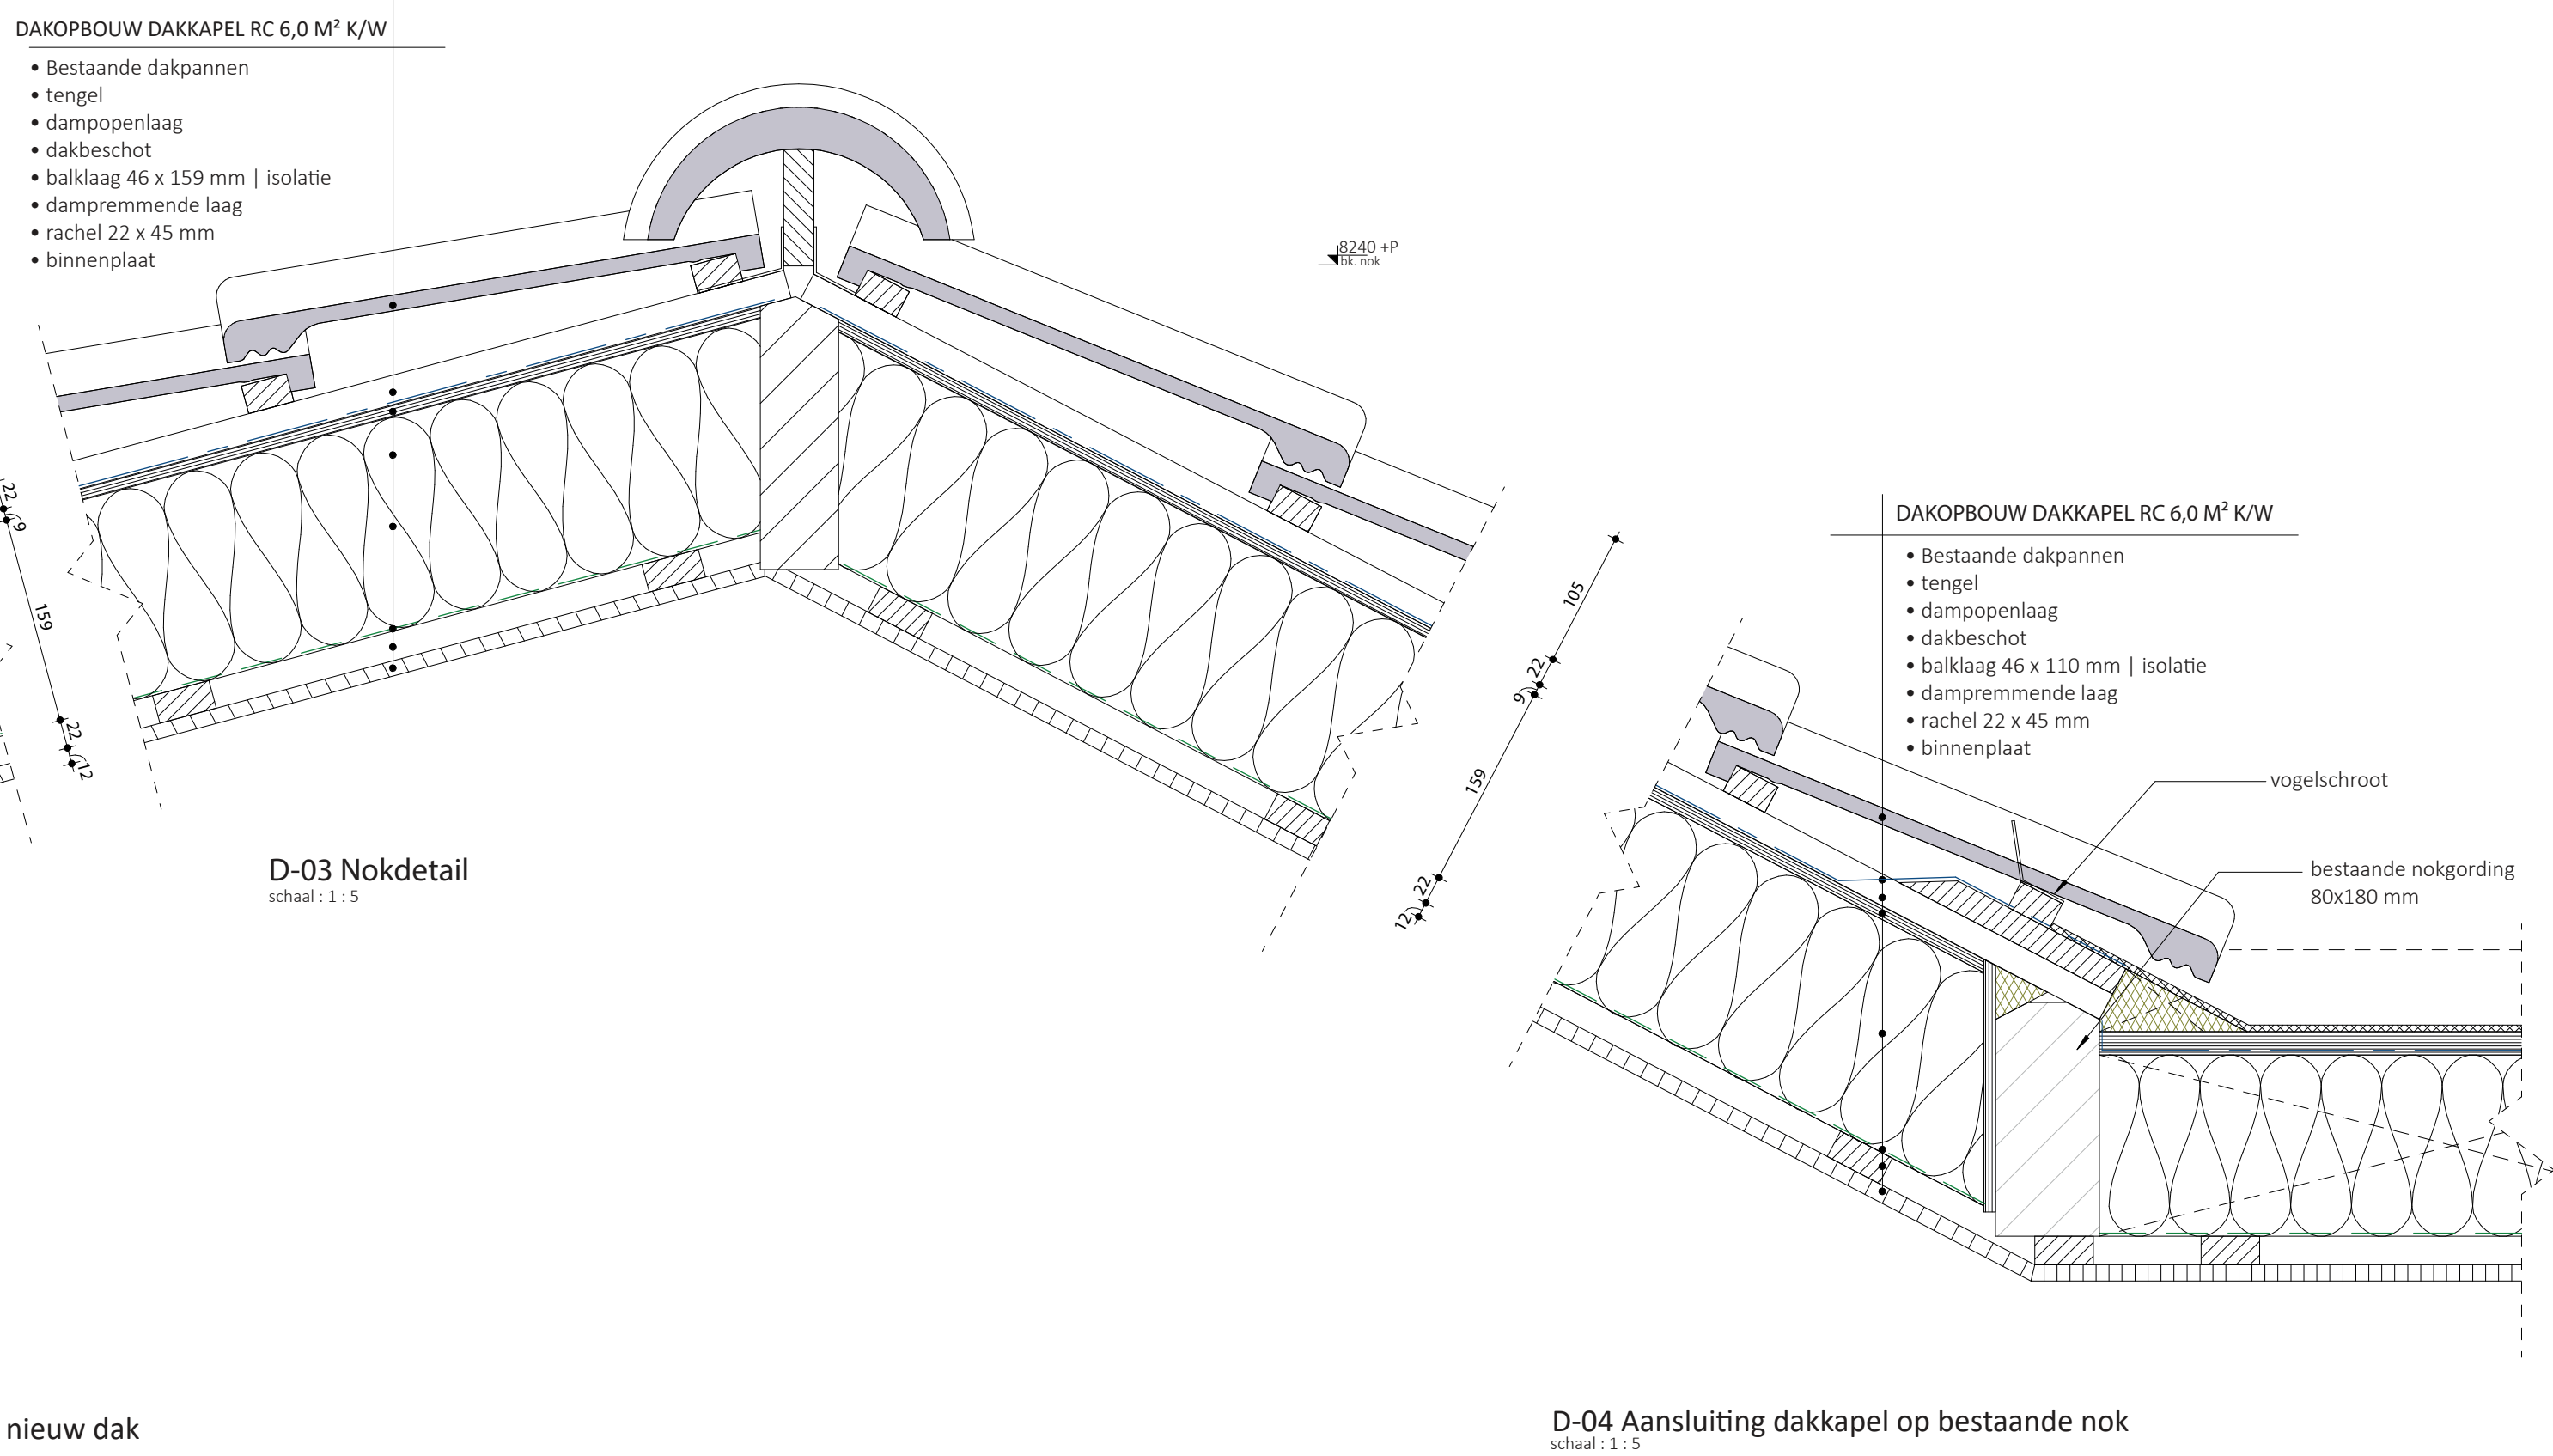 DAKOPBOUW DAKKAPEL RC 6,0 M² K/W
• Bestaande dakpannen
• tengel
• dampopenlaag
• dakbeschot
• balklaag 46 x 159 mm | isolatie
• dampremmende laag
• rachel 22 x 45 mm
• binnenplaat
8240 +P
bk. nok
22
9
159
22
12
105
22
9
159
22
12
D-03 Nokdetail
schaal : 1 : 5
DAKOPBOUW DAKKAPEL RC 6,0 M² K/W
• Bestaande dakpannen
• tengel
• dampopenlaag
• dakbeschot
• balklaag 46 x 110 mm | isolatie
• dampremmende laag
• rachel 22 x 45 mm
• binnenplaat
vogelschroot
bestaande nokgording
80x180 mm
nieuw dak
D-04 Aansluiting dakkapel op bestaande nok
schaal : 1 : 5